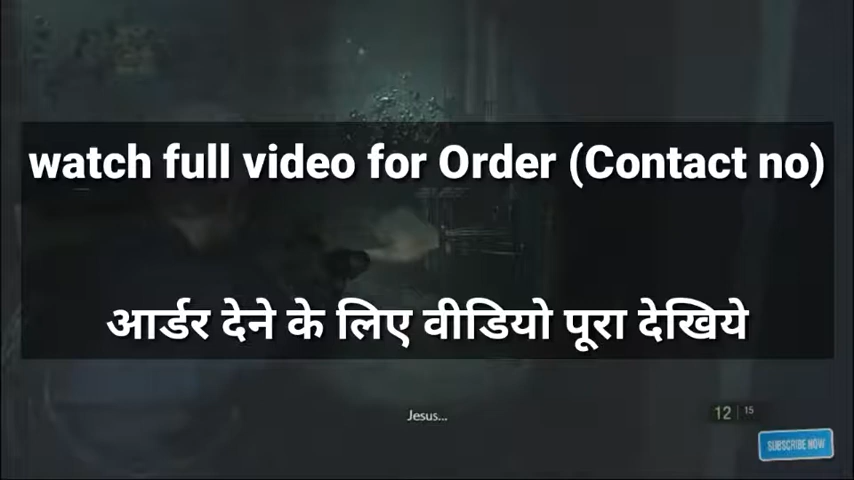 watch full video for Order (Contact no)
आर्डर देने के लिए वीडियो पूरा देखिये
Jesus...
12 | 15
SUBSCRIBE NOW